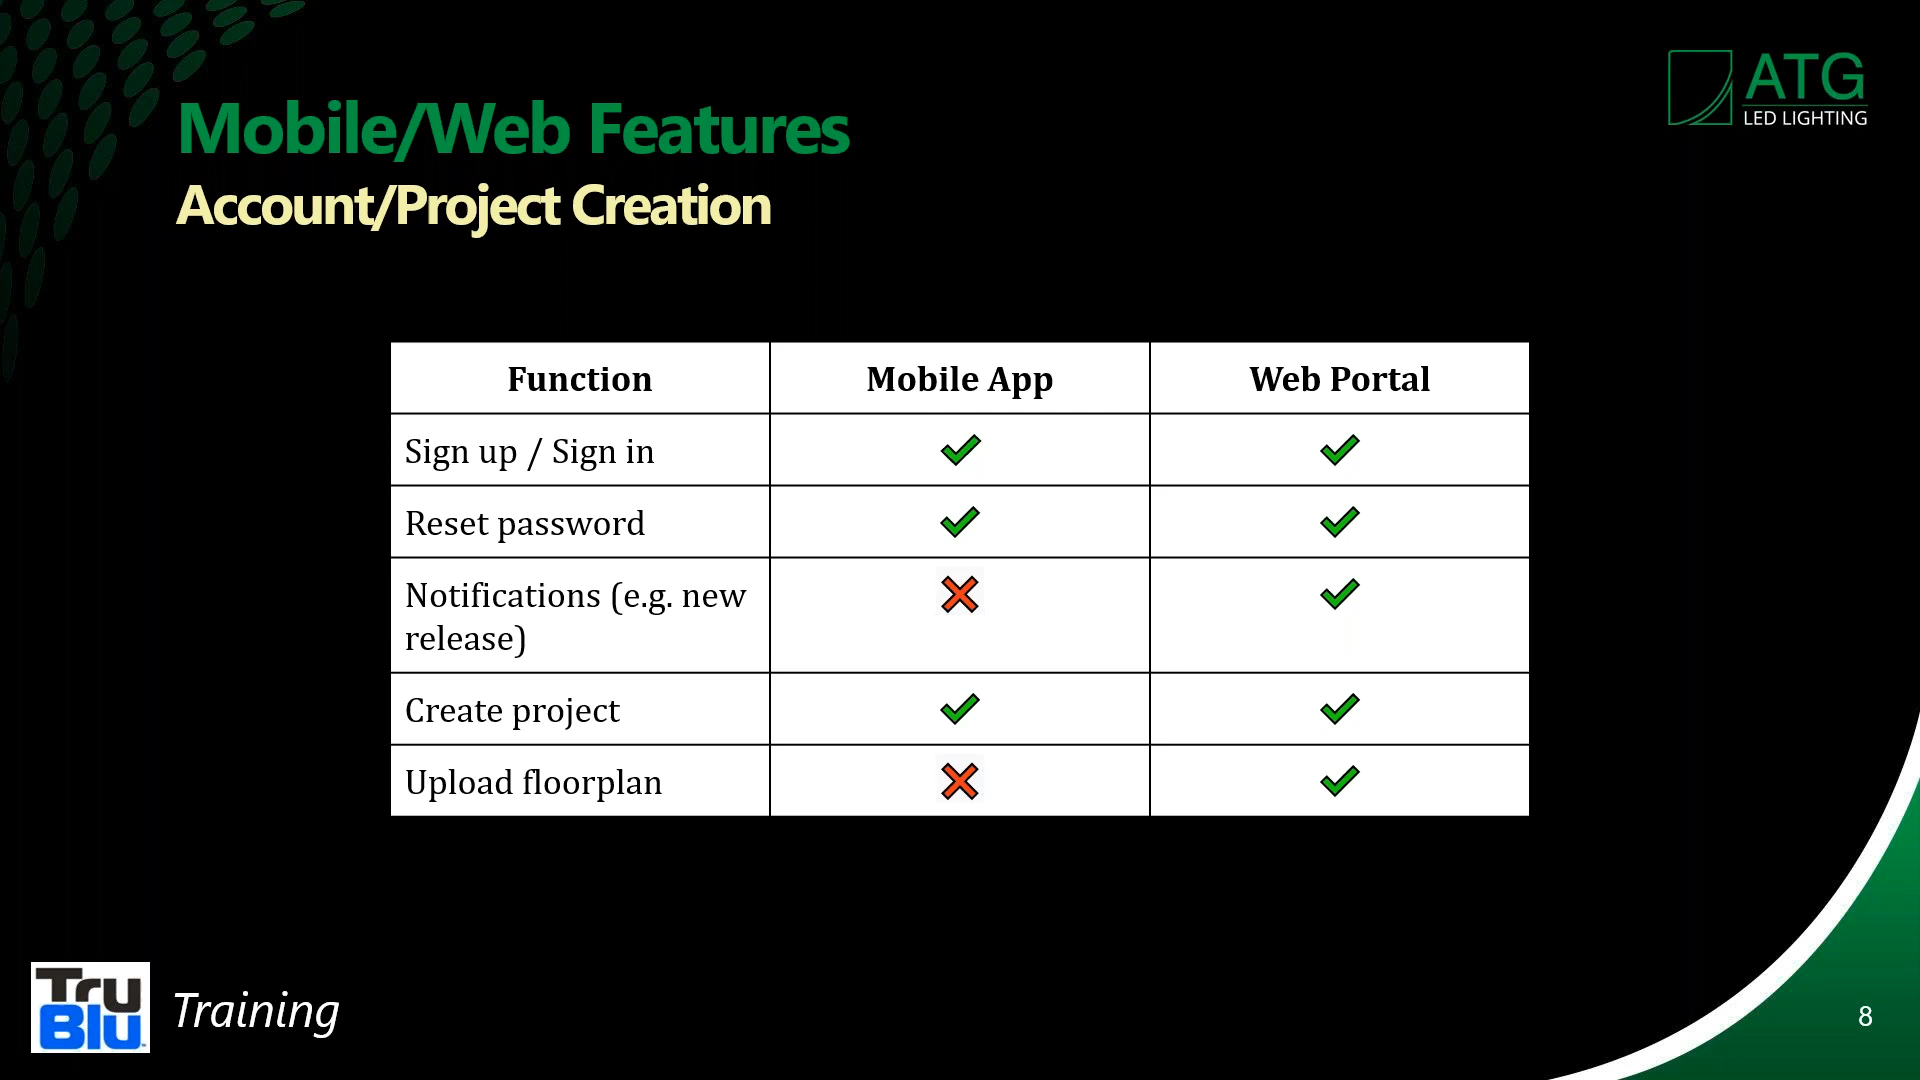 ATG
LED LIGHTING
Mobile/Web Features
Account/Project Creation
Function Mobile App Web Portal
Sign up / Sign in
Reset password
Notifications (e.g. new
release)
Create project
Upload floorplan
Tru
Blu
Training
8